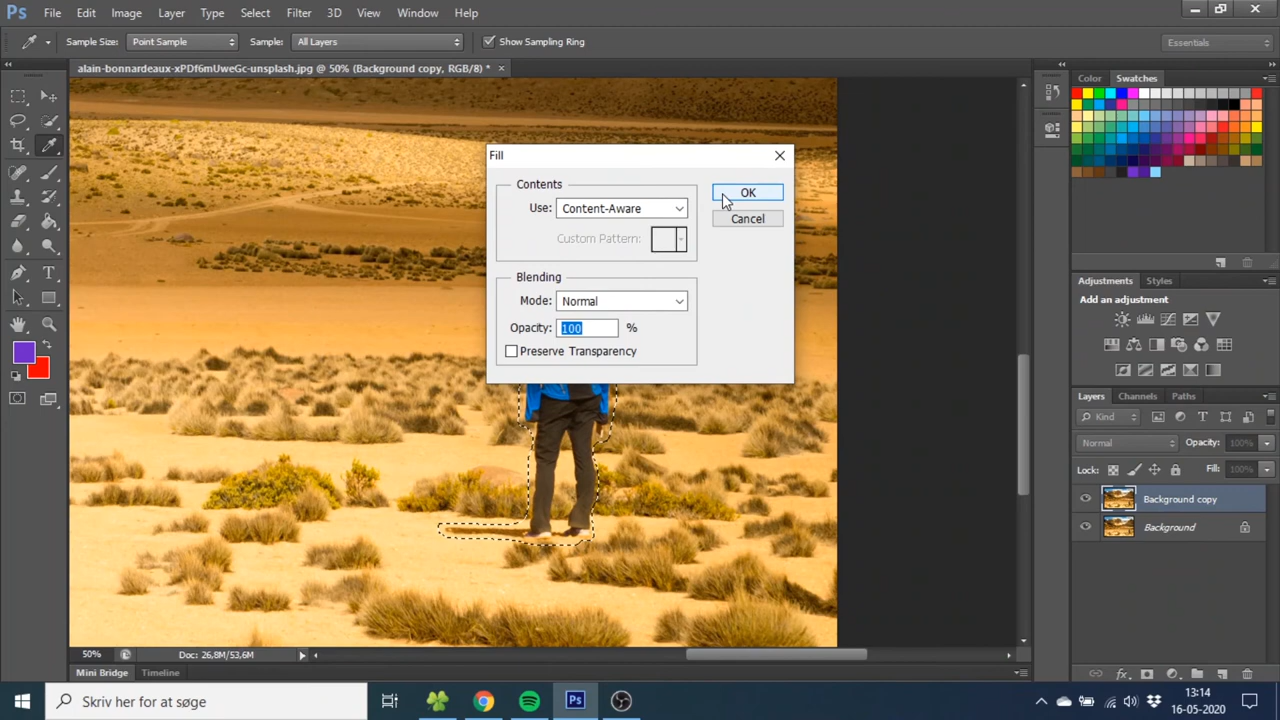 Ps File Edit Image Layer Type Select Filter 3D View Window Help
Sample Size: Point Sample Sample: All Layers Show Sampling Ring Essentials
alain-bonnardeaux-xPDf6mUweGc-unsplash.jpg @ 50% (Background copy, RGB/8) *
Color Swatches
Fill
Contents
Use: Content-Aware
Custom Pattern:
OK
Cancel
Blending
Mode: Normal
Opacity: 100 %
Preserve Transparency
Adjustments Styles
Add an adjustment
Layers Channels Paths
Kind
Normal Opacity: 100%
Lock: Fill: 100%
Background copy
Background
50% Doc: 26,8M/53,6M
Mini Bridge Timeline
Skriv her for at søge
Ps
13:14
16-05-2020